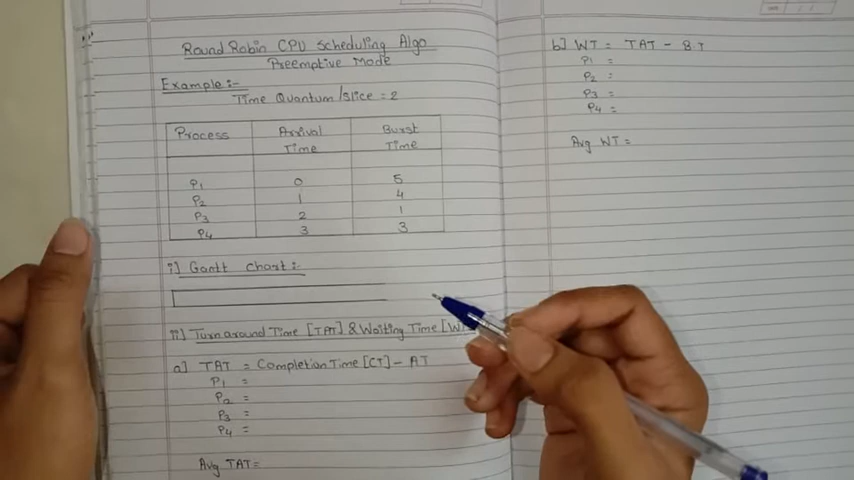 Round Robin CPU Scheduling Algo
Preemptive Mode
Example :-
Time Quantum/Slice = 2
Process Arrival Time Burst Time
P1 0 5
P2 1 4
P3 2 1
P4 3 3
i] Gantt Chart :-
ii] Turnaround Time [TAT] & Waiting Time [W
a] TAT = Completion Time [CT] - AT
P1 =
P2 =
P3 =
P4 =
Avg TAT =
b] WT = TAT - B.T
P1 =
P2 =
P3 =
P4 =
Avg WT =